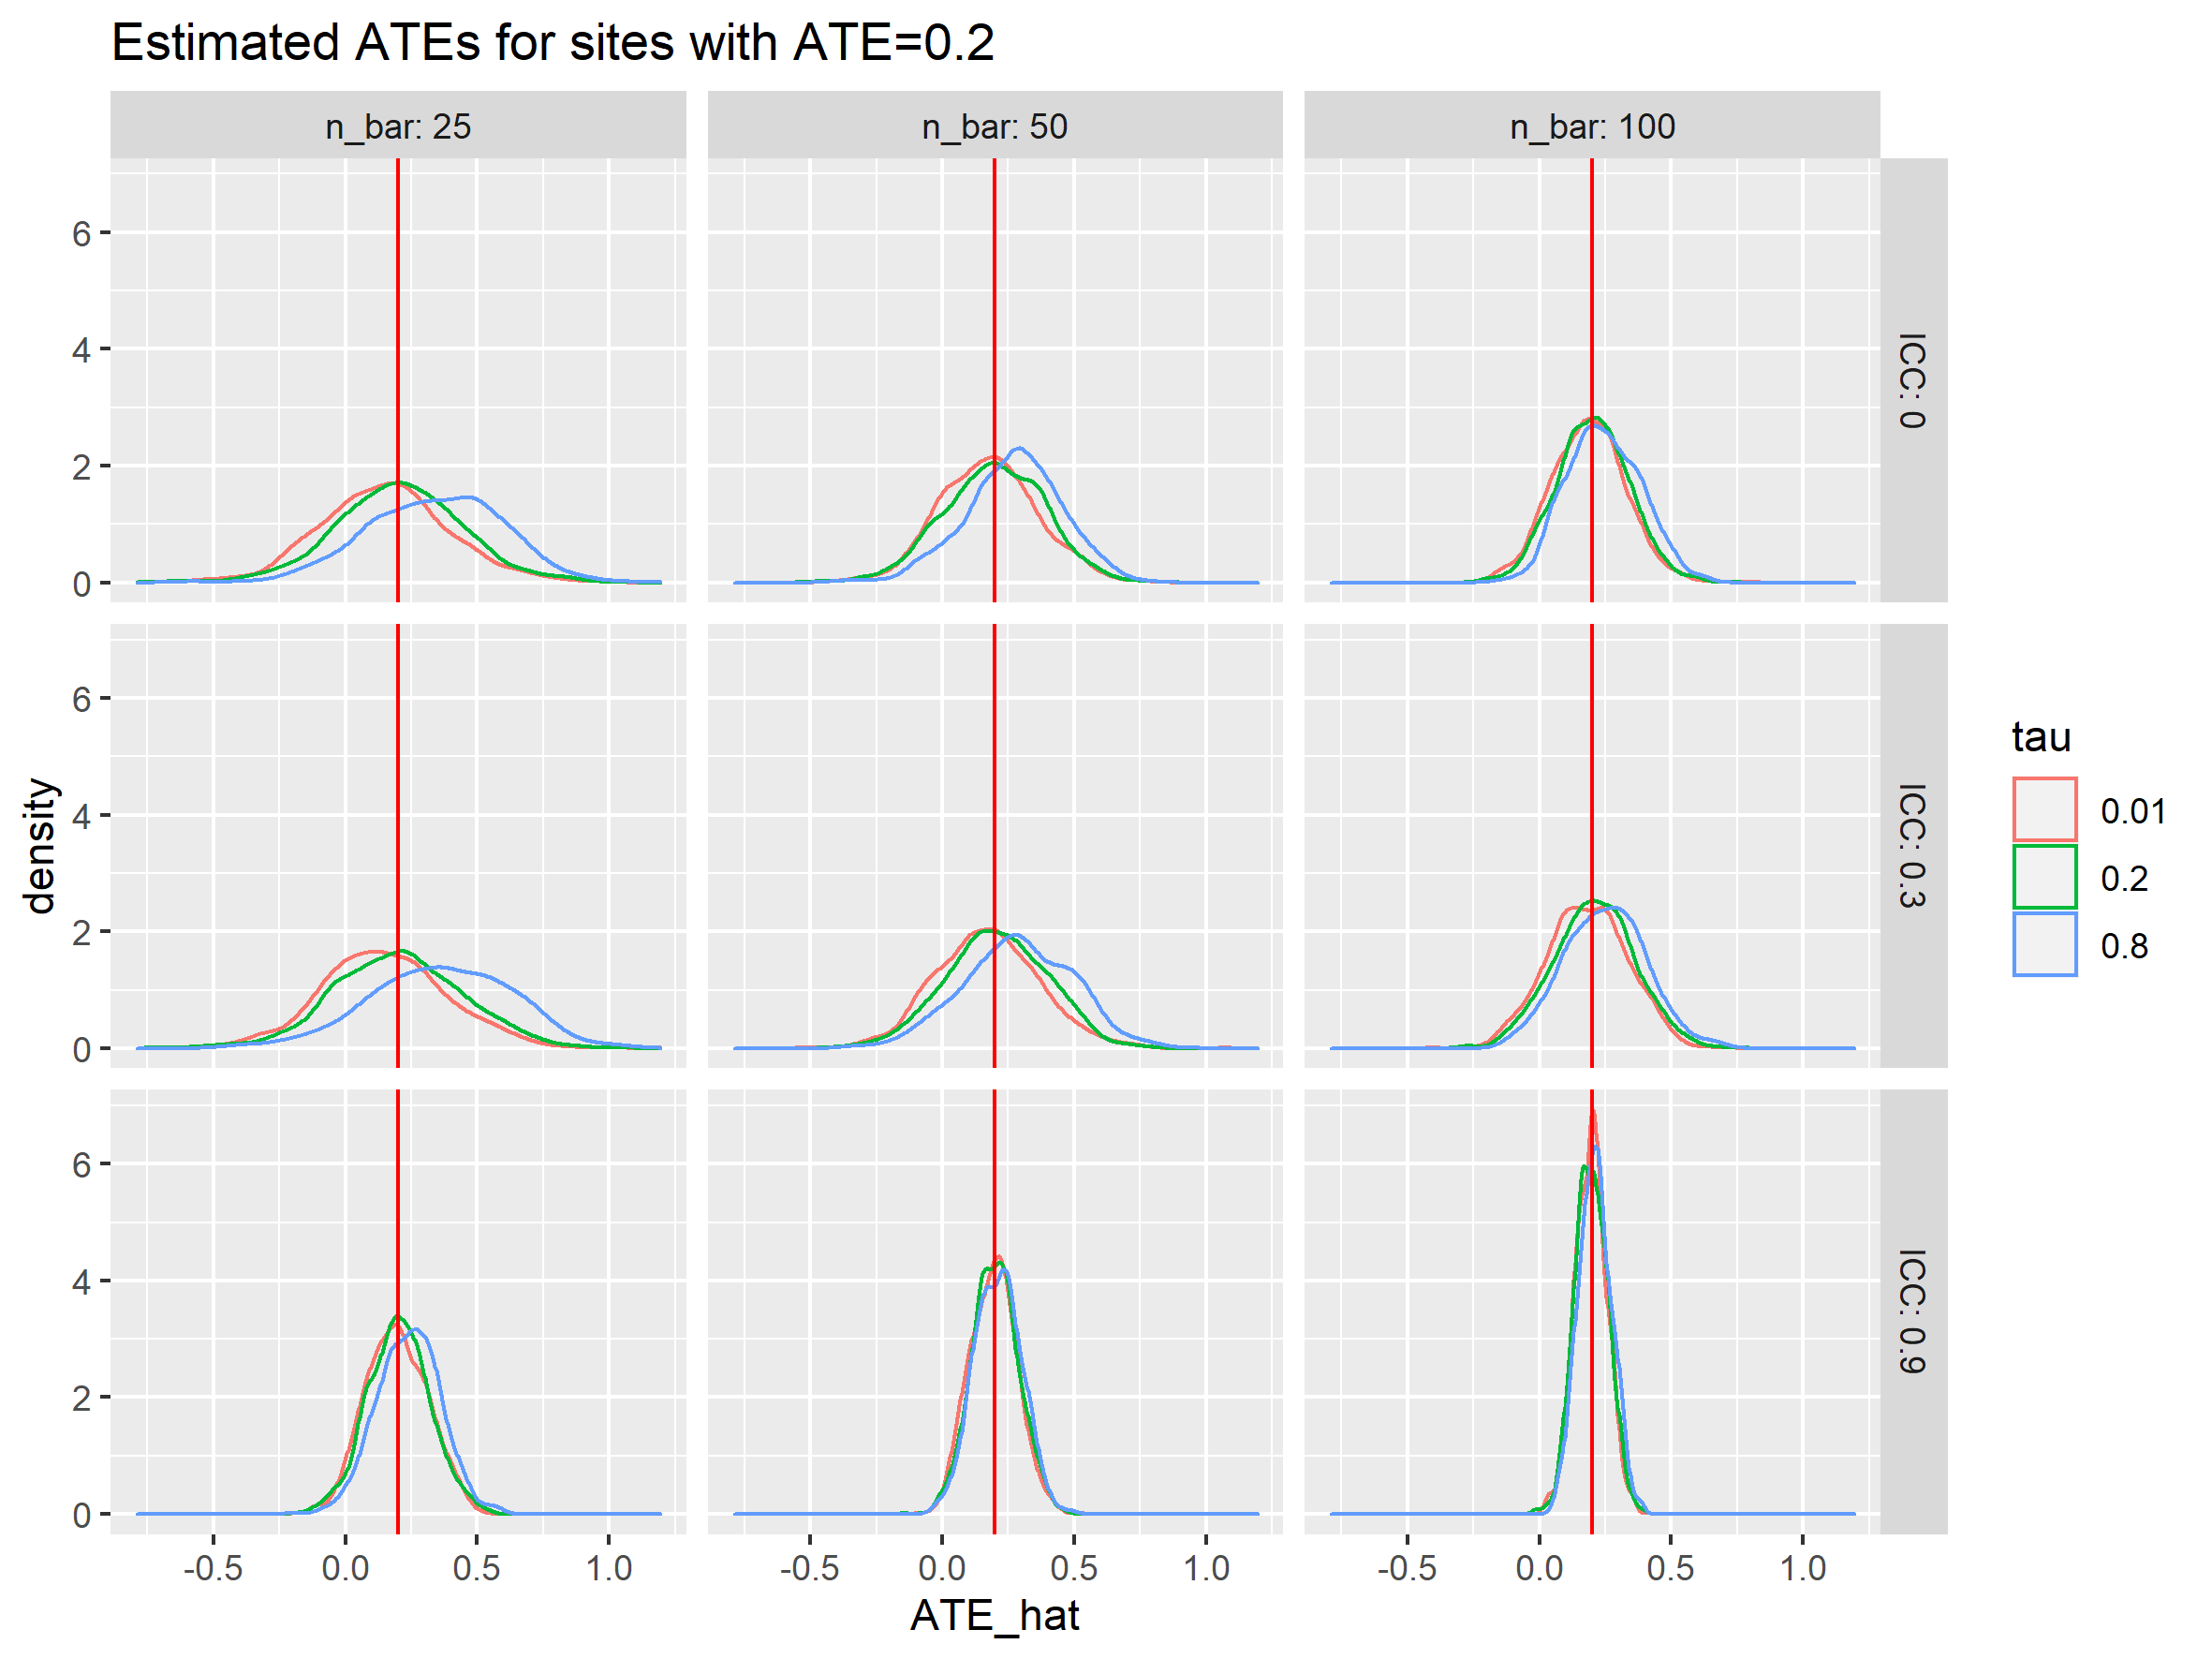 Estimated ATEs for sites with ATE=0.2
n_bar: 25
n_bar: 50
n_bar: 100
6
4
2
0
ICC: 0
6
4
2
0
ICC: 0.3
6
4
2
0
ICC: 0.9
density
-0.5 0.0 0.5 1.0
-0.5 0.0 0.5 1.0
-0.5 0.0 0.5 1.0
ATE_hat
tau
0.01
0.2
0.8